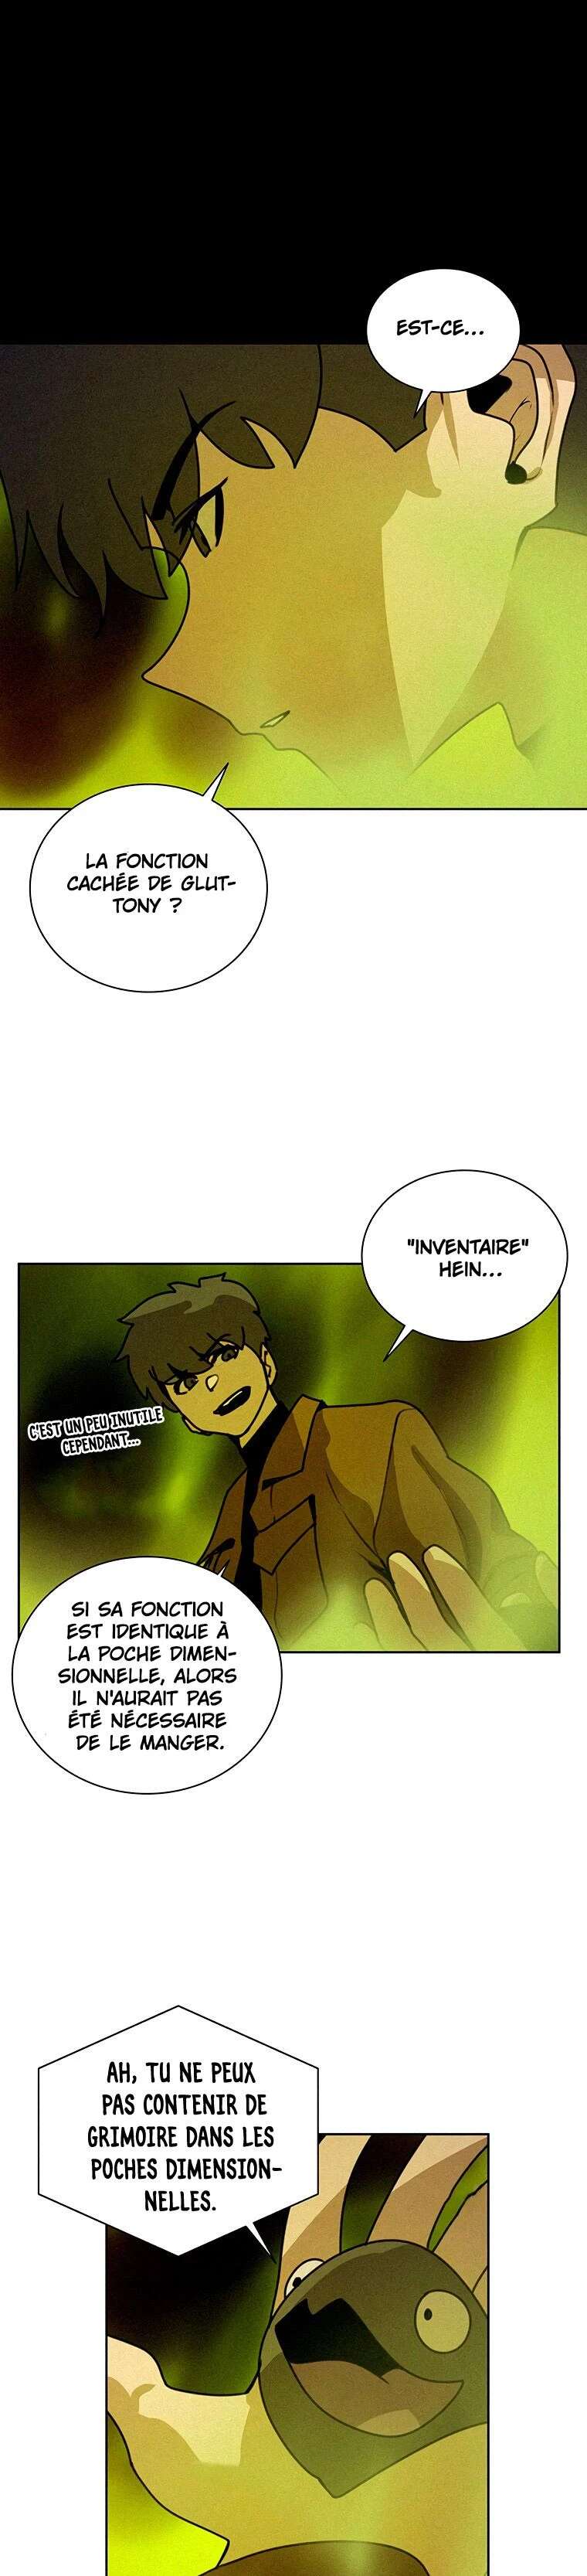 EST-CE...
LA FONCTION
CACHÉE DE GLUT-
TONY ?
"INVENTAIRE"
HEIN...
C'EST UN PEU INUTILE
CEPENDANT...
SI SA FONCTION
EST IDENTIQUE À
LA POCHE DIMEN-
SIONNELLE, ALORS
IL N'AURAIT PAS
ÉTÉ NÉCESSAIRE
DE LE MANGER.
AH, TU NE PEUX
PAS CONTENIR DE
GRIMOIRE DANS LES
POCHES DIMENSION-
NELLES.